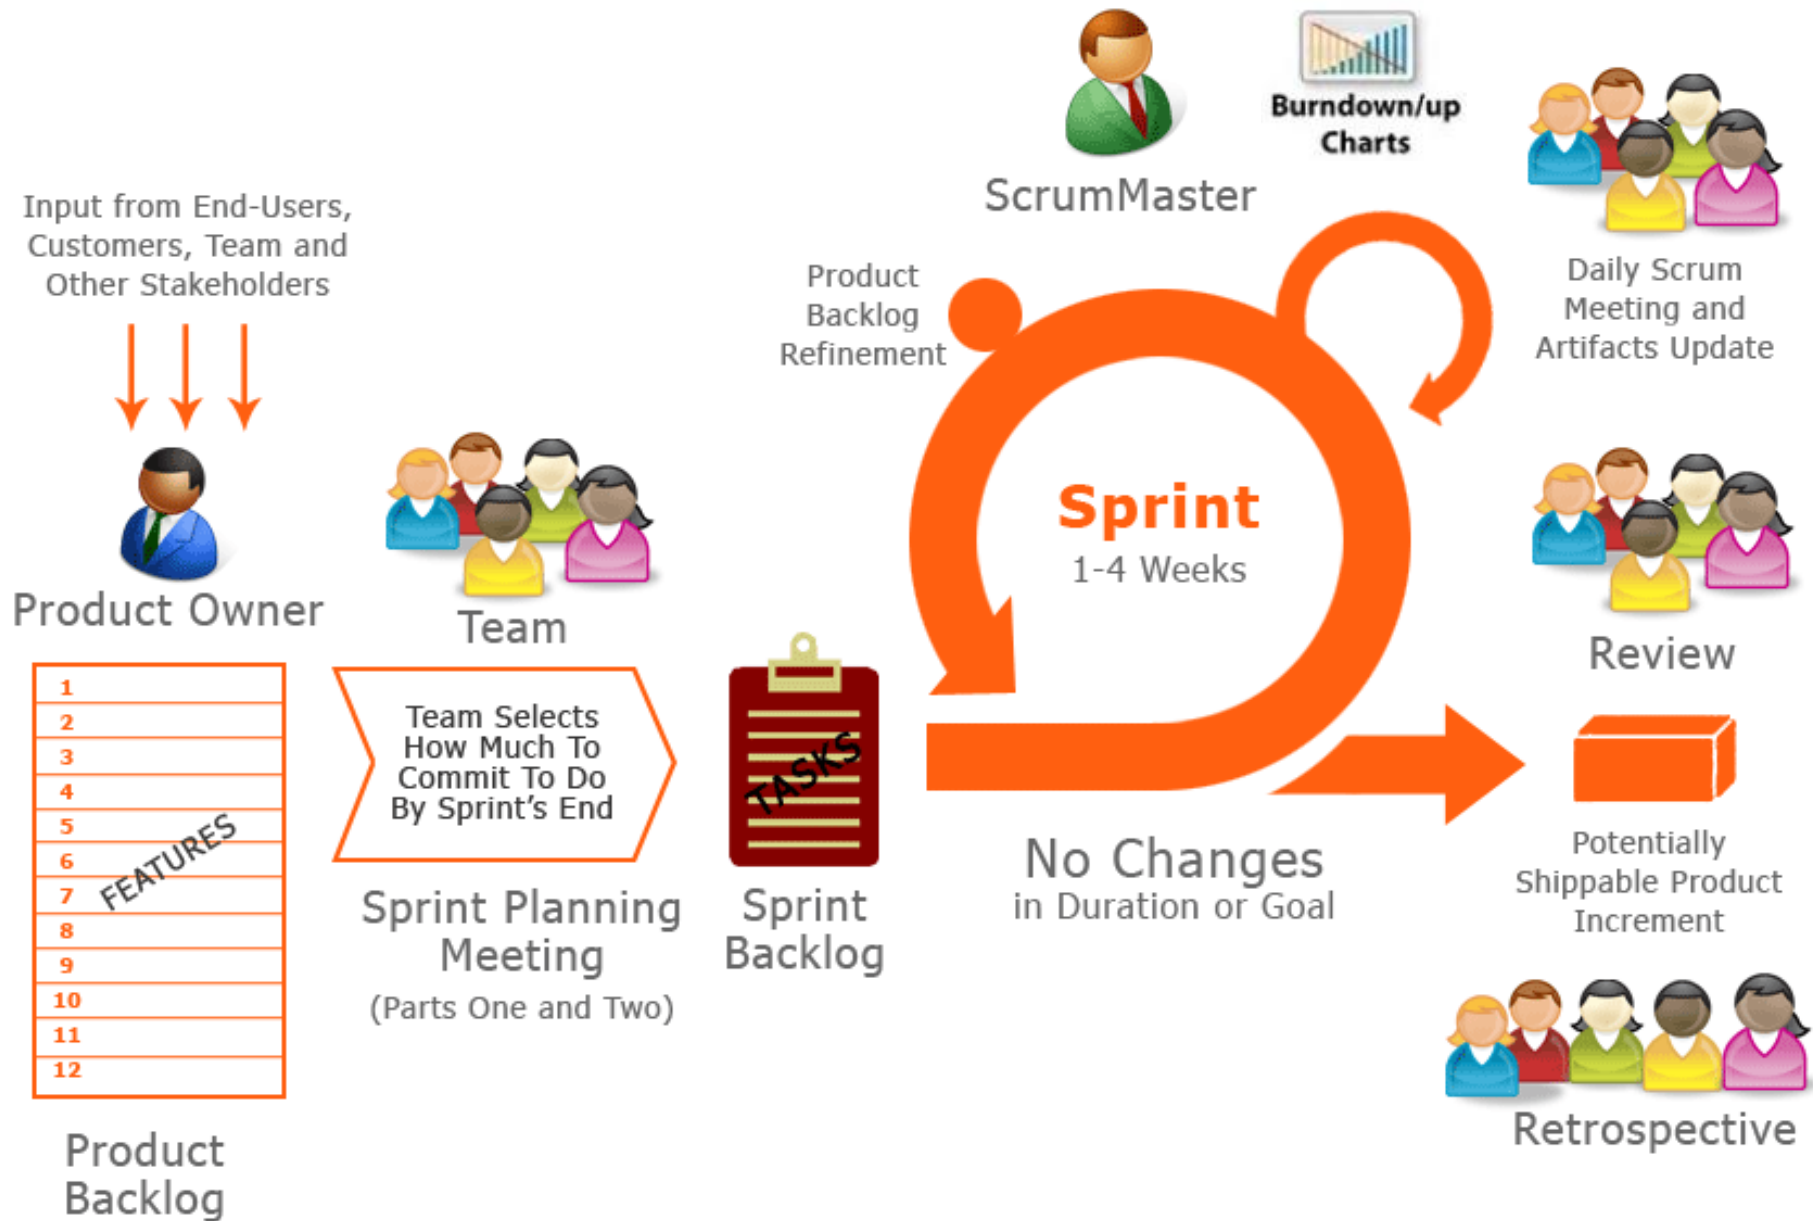 Input from End-Users,
Customers, Team and
Other Stakeholders
Product Owner
1
2
3
4
5
6
7
8
9
10
11
12
FEATURES
Product
Backlog
Team
Team Selects
How Much To
Commit To Do
By Sprint’s End
Sprint Planning
Meeting
(Parts One and Two)
TASKS
Sprint
Backlog
ScrumMaster
Burndown/up
Charts
Product
Backlog
Refinement
Sprint
1-4 Weeks
No Changes
in Duration or Goal
Daily Scrum
Meeting and
Artifacts Update
Review
Potentially
Shippable Product
Increment
Retrospective